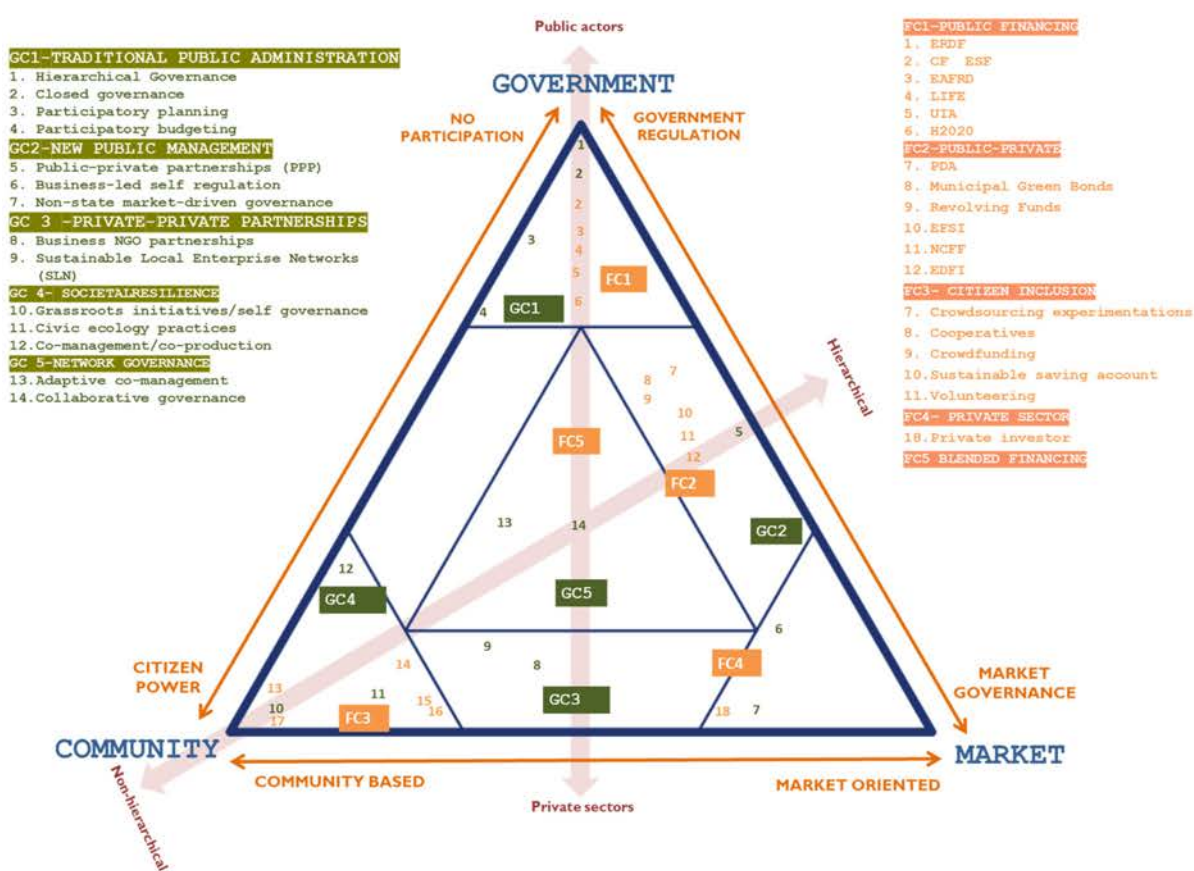 Public actors
GOVERNMENT
GC1-TRADITIONAL PUBLIC ADMINISTRATION
1. Hierarchical Governance
2. Closed governance
3. Participatory planning
4. Participatory budgeting
GC2-NEW PUBLIC MANAGEMENT
5. Public-private partnerships (PPP)
6. Business-led self regulation
7. Non-state market-driven governance
GC 3 -PRIVATE-PRIVATE PARTNERSHIPS
8. Business NGO partnerships
9. Sustainable Local Enterprise Networks
(SLN)
GC 4- SOCIETALRESILIENCE
10.Grassroots initiatives/self governance
11.Civic ecology practices
12.Co-management/co-production
GC 5-NETWORK GOVERNANCE
13.Adaptive co-management
14.Collaborative governance
FC1-PUBLIC FINANCING
1. ERDF
2. CF ESF
3. EAFRD
4. LIFE
5. UIA
6. H2020
FC2-PUBLIC-PRIVATE
7. PDA
8. Municipal Green Bonds
9. Revolving Funds
10.EFSI
11.NCFF
12.EDFI
FC3- CITIZEN INCLUSION
7. Crowdsourcing experimentations
8. Cooperatives
9. Crowdfunding
10.Sustainable saving account
11.Volunteering
FC4- PRIVATE SECTOR
18.Private investor
FC5 BLENDED FINANCING
NO
PARTICIPATION
GOVERNMENT
REGULATION
1
2
2
3
3
4
5
FC1
6
GC1
4
Hierarchical
7
8
9
10
11
5
FC5
12
FC2
13
14
GC2
12
GC4
GC5
6
9
8
14
FC4
CITIZEN
POWER
MARKET
GOVERNANCE
13
10
17
11
15
16
FC3
GC3
18
7
COMMUNITY
MARKET
COMMUNITY BASED
MARKET ORIENTED
Non-hierarchical
Private sectors